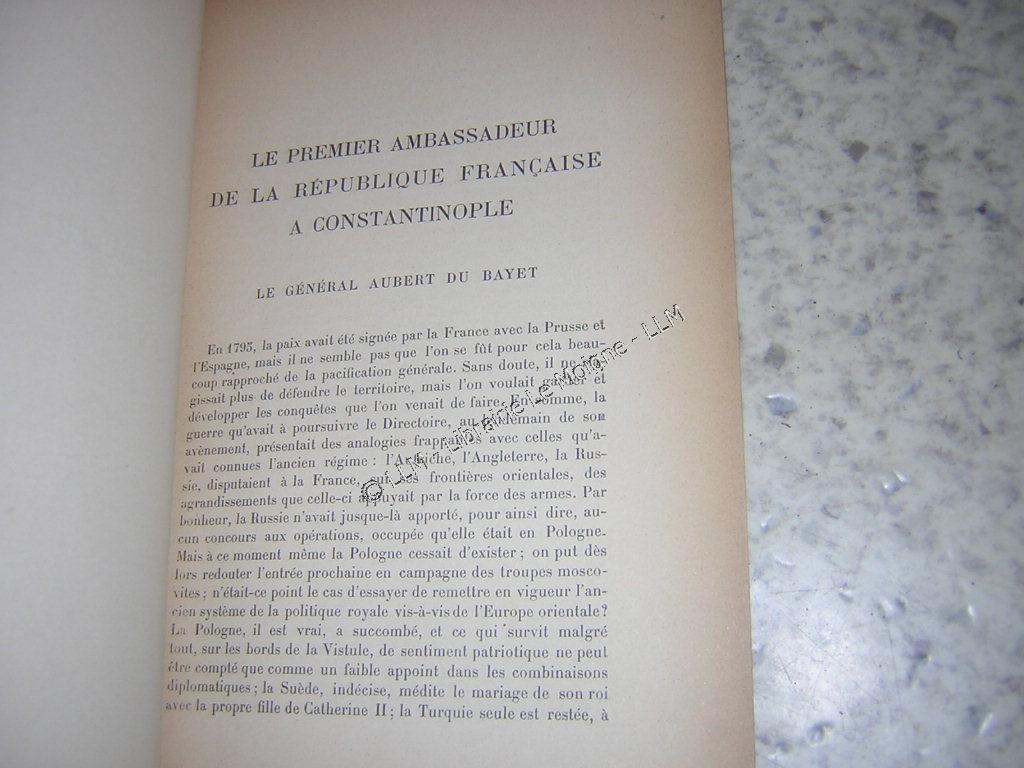 LE PREMIER AMBASSADEUR
DE LA RÉPUBLIQUE FRANÇAISE
A CONSTANTINOPLE
LE GÉNÉRAL AUBERT DU BAYET
En 1795, la paix avait été signée par la France avec la Prusse et
l'Espagne, mais il ne semble pas que l'on se fût pour cela beau-
coup rapproché de la pacification générale. Sans doute, il ne
gissait plus de défendre le territoire, mais l'on voulait garder et
développer les conquêtes que l'on venait de faire. En somme, la
guerre qu'avait à poursuivre le Directoire, au lendemain de son
avènement, présentait des analogies frappantes avec celles qu'a-
vait connues l'ancien régime : l'Autriche, l'Angleterre, la Rus-
sie, disputaient à la France, sur ses frontières orientales, des
agrandissements que celle-ci appuyait par la force des armes. Par
bonheur, la Russie n'avait jusque-là apporté, pour ainsi dire, au-
cun concours aux opérations, occupée qu'elle était en Pologne.
Mais à ce moment même la Pologne cessait d'exister ; on put dès
lors redouter l'entrée prochaine en campagne des troupes mosco-
vites ; n'était-ce point le cas d'essayer de remettre en vigueur l'an-
cien système de la politique royale vis-à-vis de l'Europe orientale ?
La Pologne, il est vrai, a succombé, et ce qui survit malgré
tout, sur les bords de la Vistule, de sentiment patriotique ne peut
être compté que comme un faible appoint dans les combinaisons
diplomatiques ; la Suède, indécise, médite le mariage de son roi
avec la propre fille de Catherine II ; la Turquie seule est restée, à
© LLM - Librairie Le Moigne - LLM